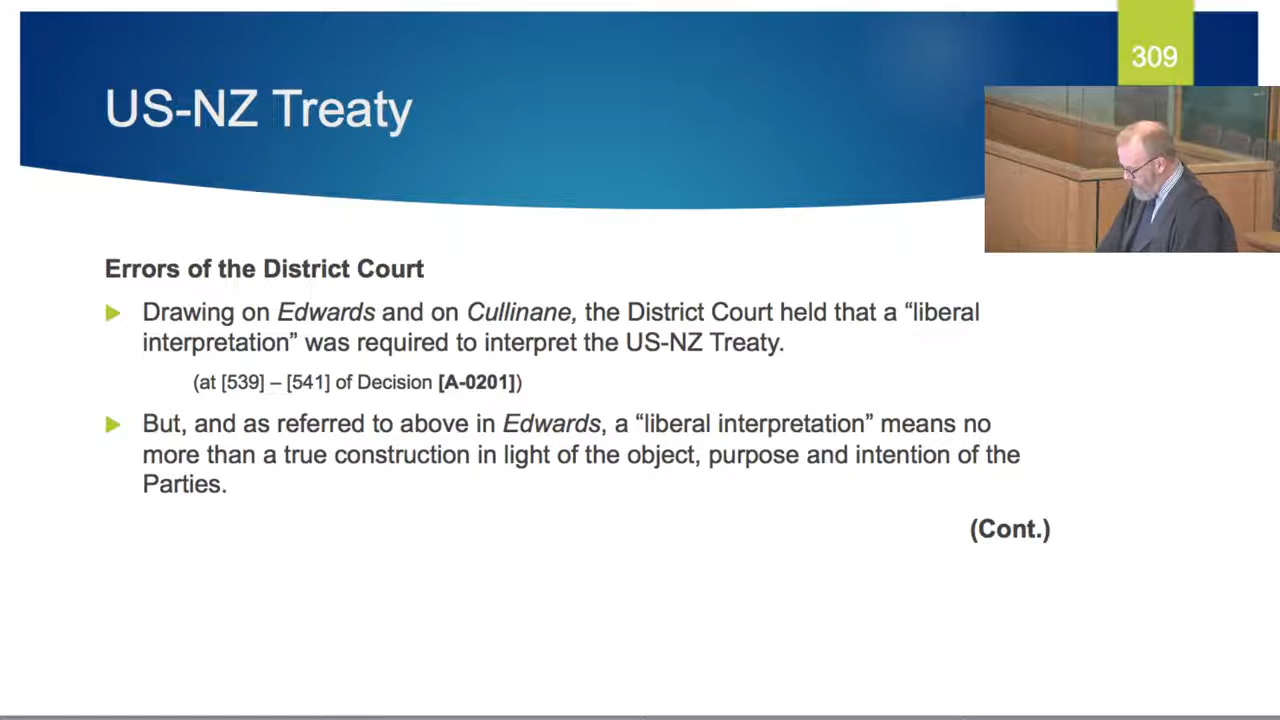 309
US-NZ Treaty
Errors of the District Court
Drawing on Edwards and on Cullinane, the District Court held that a “liberal
interpretation” was required to interpret the US-NZ Treaty.
(at [539] – [541] of Decision [A-0201])
But, and as referred to above in Edwards, a “liberal interpretation” means no
more than a true construction in light of the object, purpose and intention of the
Parties.
(Cont.)